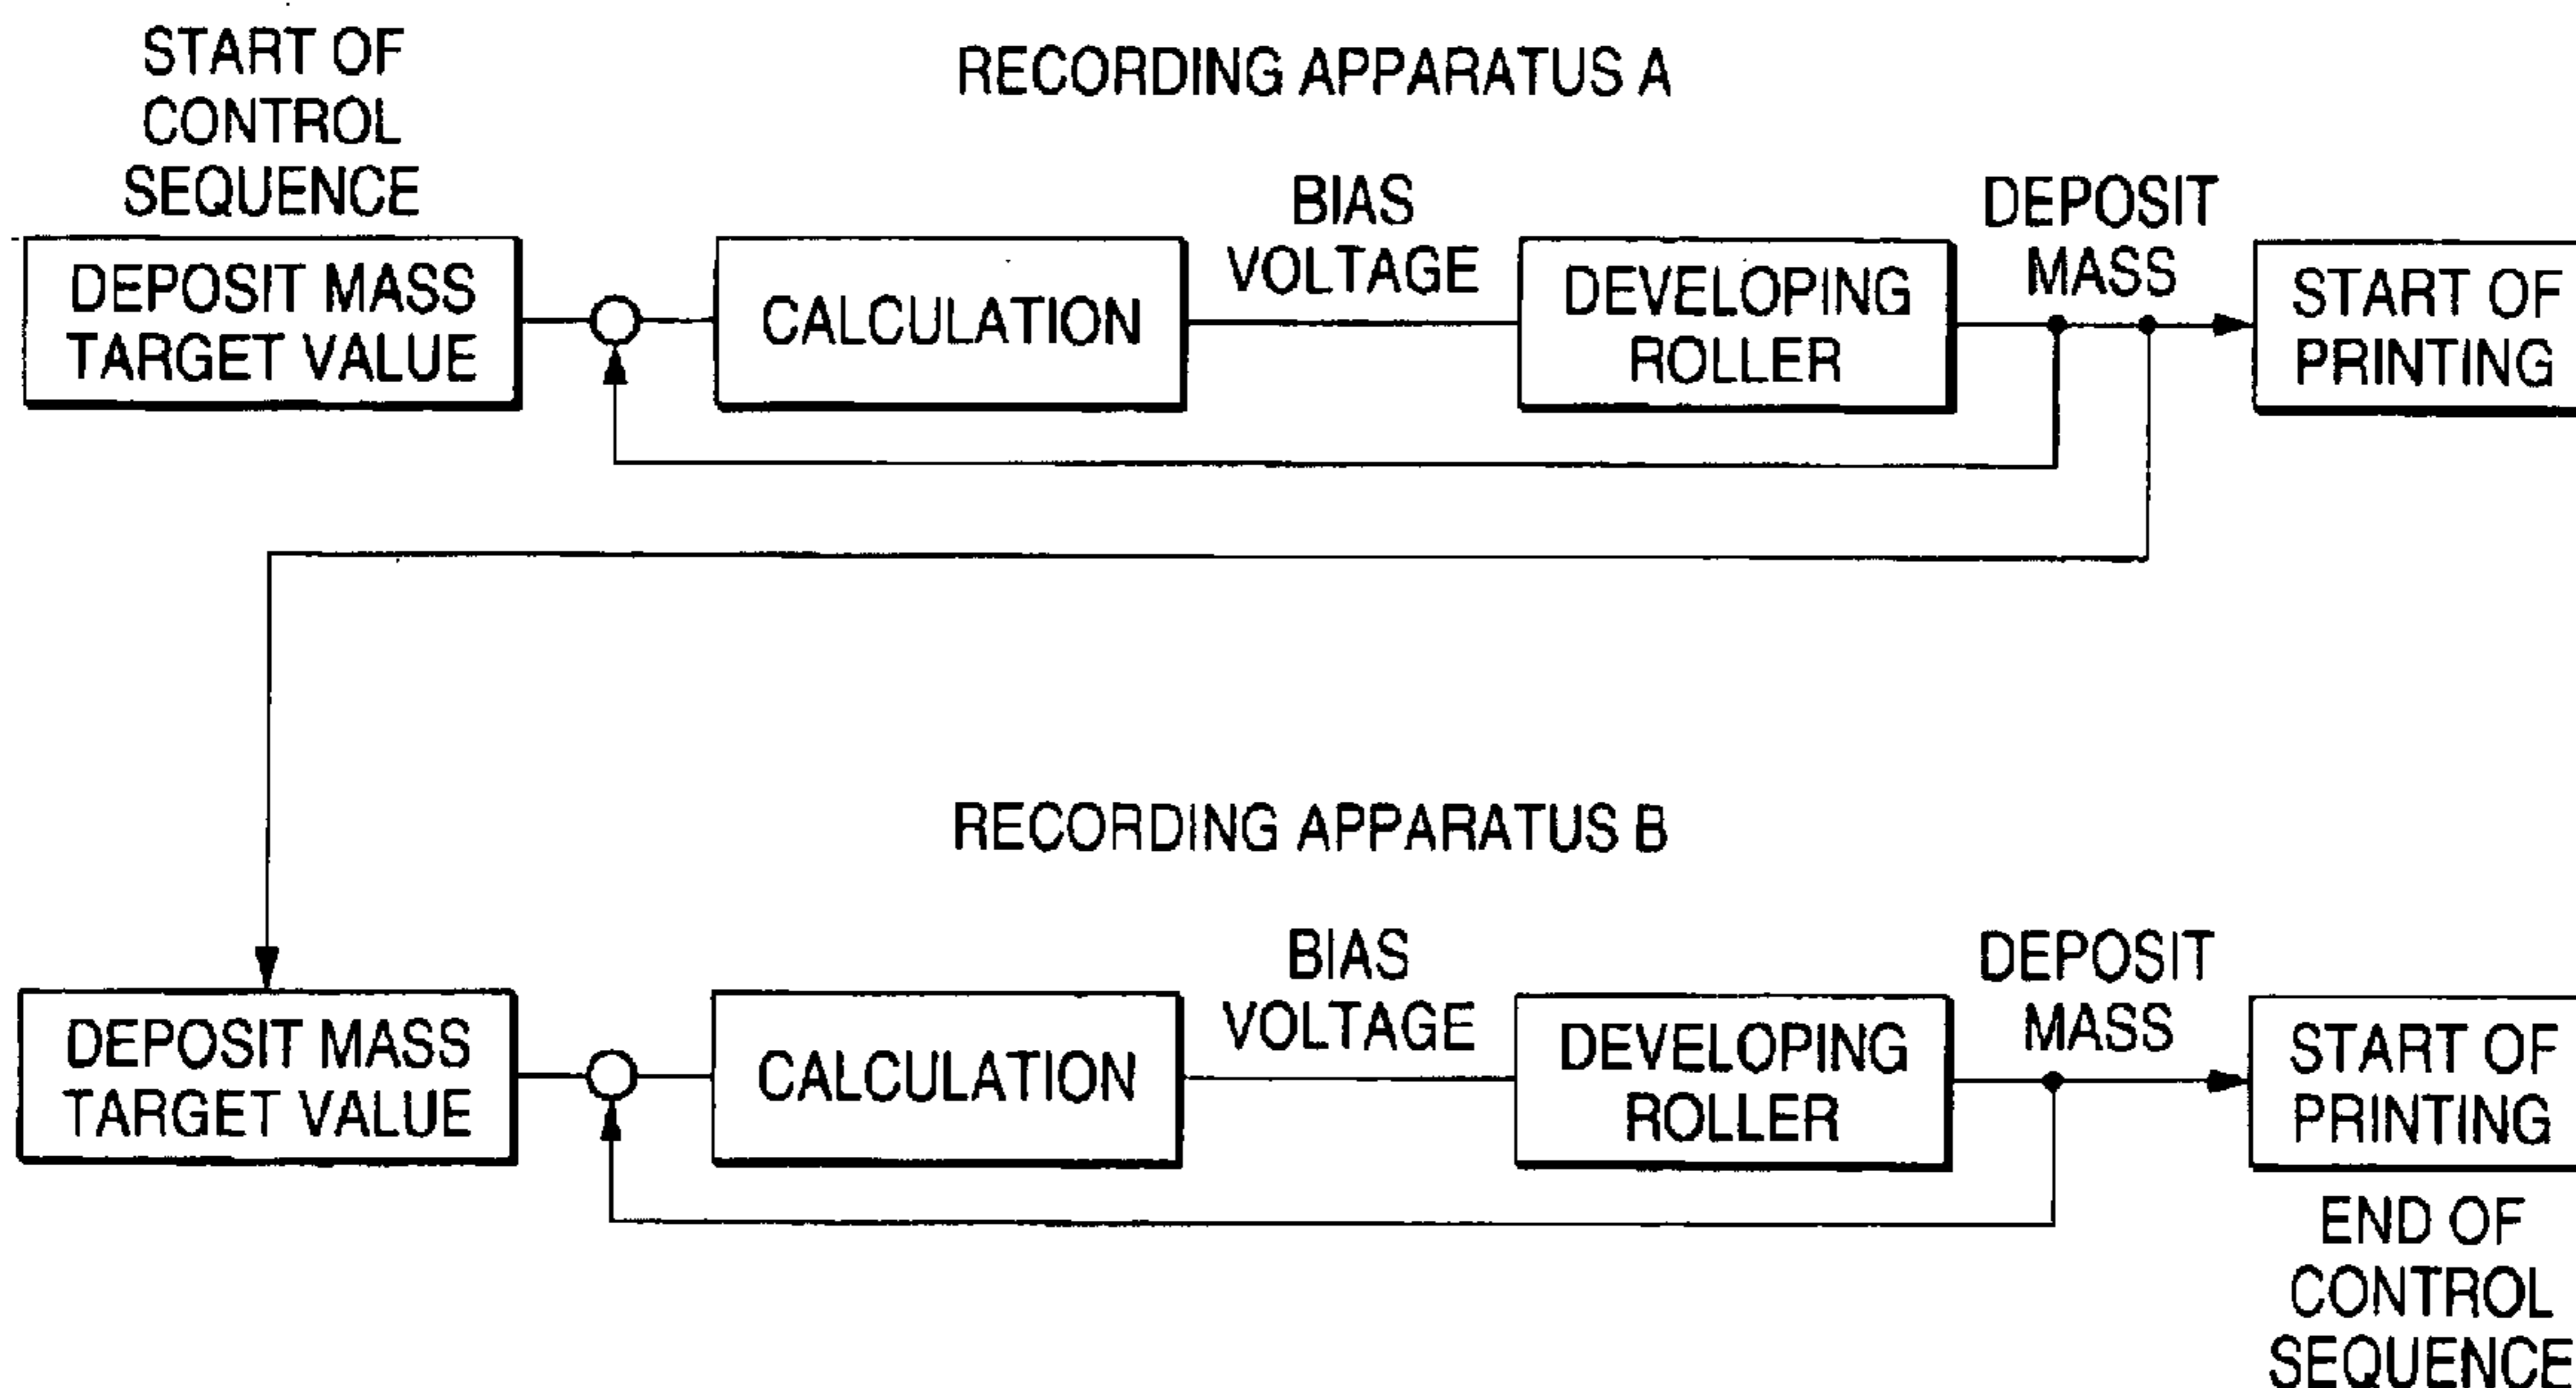 START OF
CONTROL
SEQUENCE
RECORDING APPARATUS A
DEPOSIT MASS
TARGET VALUE
CALCULATION
BIAS
VOLTAGE
DEVELOPING
ROLLER
DEPOSIT
MASS
START OF
PRINTING
RECORDING APPARATUS B
DEPOSIT MASS
TARGET VALUE
CALCULATION
BIAS
VOLTAGE
DEVELOPING
ROLLER
DEPOSIT
MASS
START OF
PRINTING
END OF
CONTROL
SEQUENCE